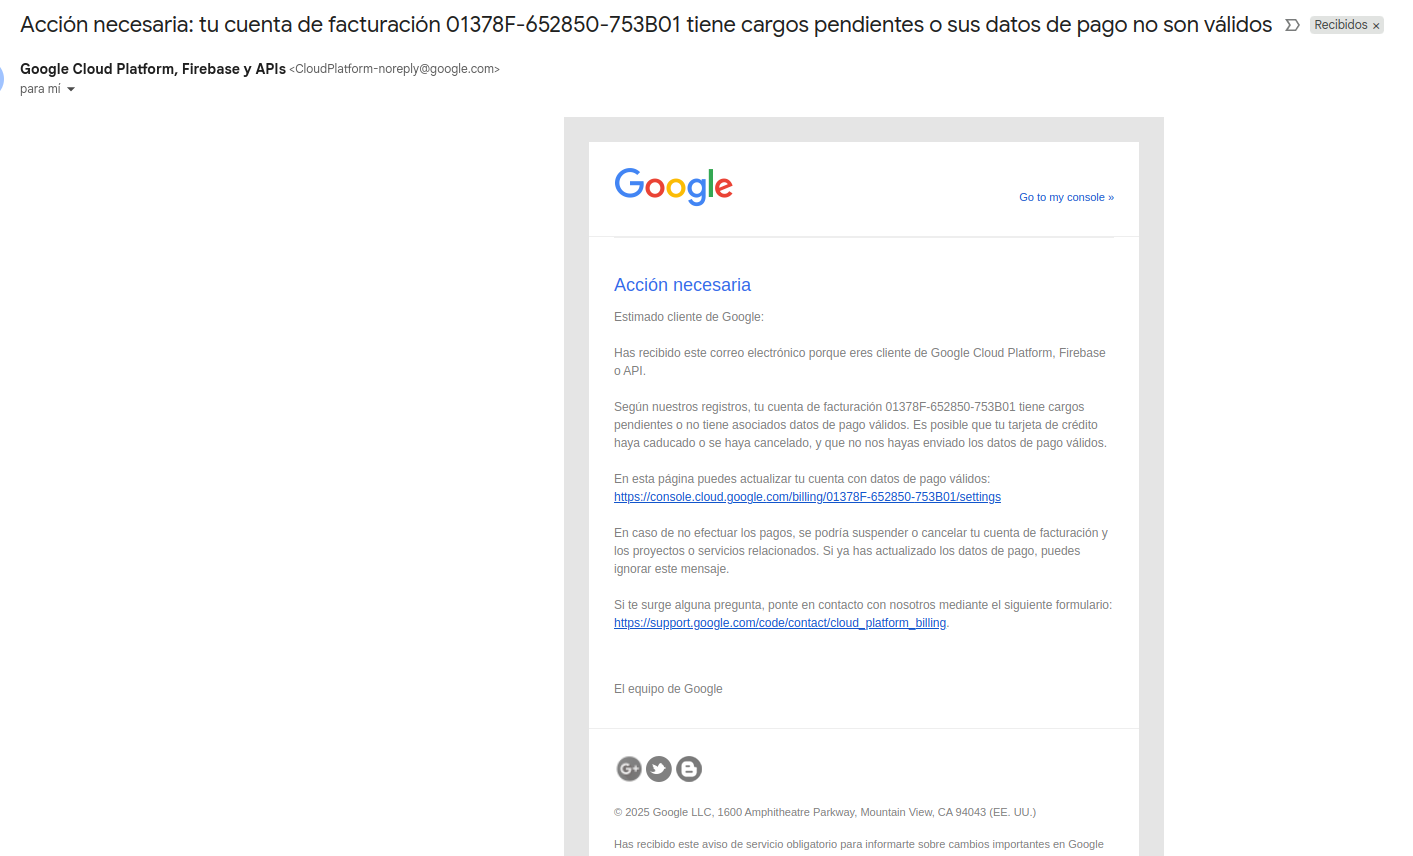 Acción necesaria: tu cuenta de facturación 01378F-652850-753B01 tiene cargos pendientes o sus datos de pago no son válidos
Recibidos ×
Google Cloud Platform, Firebase y APIs <CloudPlatform-noreply@google.com>
para mí
Google
Go to my console »
Acción necesaria
Estimado cliente de Google:
Has recibido este correo electrónico porque eres cliente de Google Cloud Platform, Firebase
o API.
Según nuestros registros, tu cuenta de facturación 01378F-652850-753B01 tiene cargos
pendientes o no tiene asociados datos de pago válidos. Es posible que tu tarjeta de crédito
haya caducado o se haya cancelado, y que no nos hayas enviado los datos de pago válidos.
En esta página puedes actualizar tu cuenta con datos de pago válidos:
https://console.cloud.google.com/billing/01378F-652850-753B01/settings
En caso de no efectuar los pagos, se podría suspender o cancelar tu cuenta de facturación y
los proyectos o servicios relacionados. Si ya has actualizado los datos de pago, puedes
ignorar este mensaje.
Si te surge alguna pregunta, ponte en contacto con nosotros mediante el siguiente formulario:
https://support.google.com/code/contact/cloud_platform_billing.
El equipo de Google
G+
© 2025 Google LLC, 1600 Amphitheatre Parkway, Mountain View, CA 94043 (EE. UU.)
Has recibido este aviso de servicio obligatorio para informarte sobre cambios importantes en Google